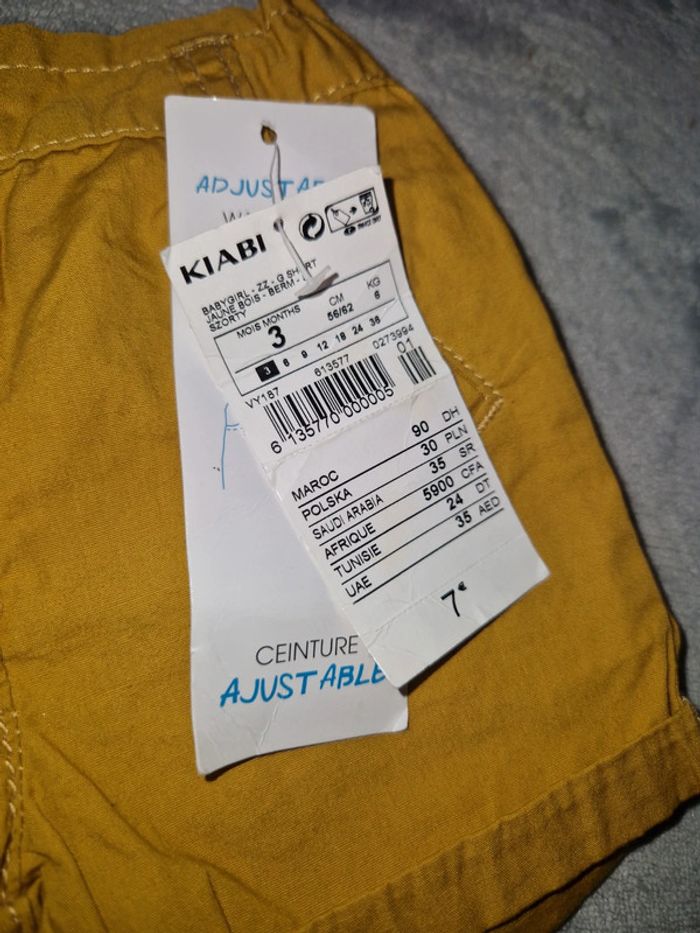 ADJUSTAB
KIABI
BABYGIRL - ZZ - G SHORT
JAUNE BOIS - BERM -
SZORTY
MOIS MONTHS CM KG
3 56/62 6
3 6 9 12 18 24 36
VY187 613577 0273994
01
6 135770 000005
MAROC 90 DH
POLSKA 30 PLN
SAUDI ARABIA 35 SR
AFRIQUE 5900 CFA
TUNISIE 24 DT
UAE 35 AED
7€
CEINTURE
AJUSTABLE